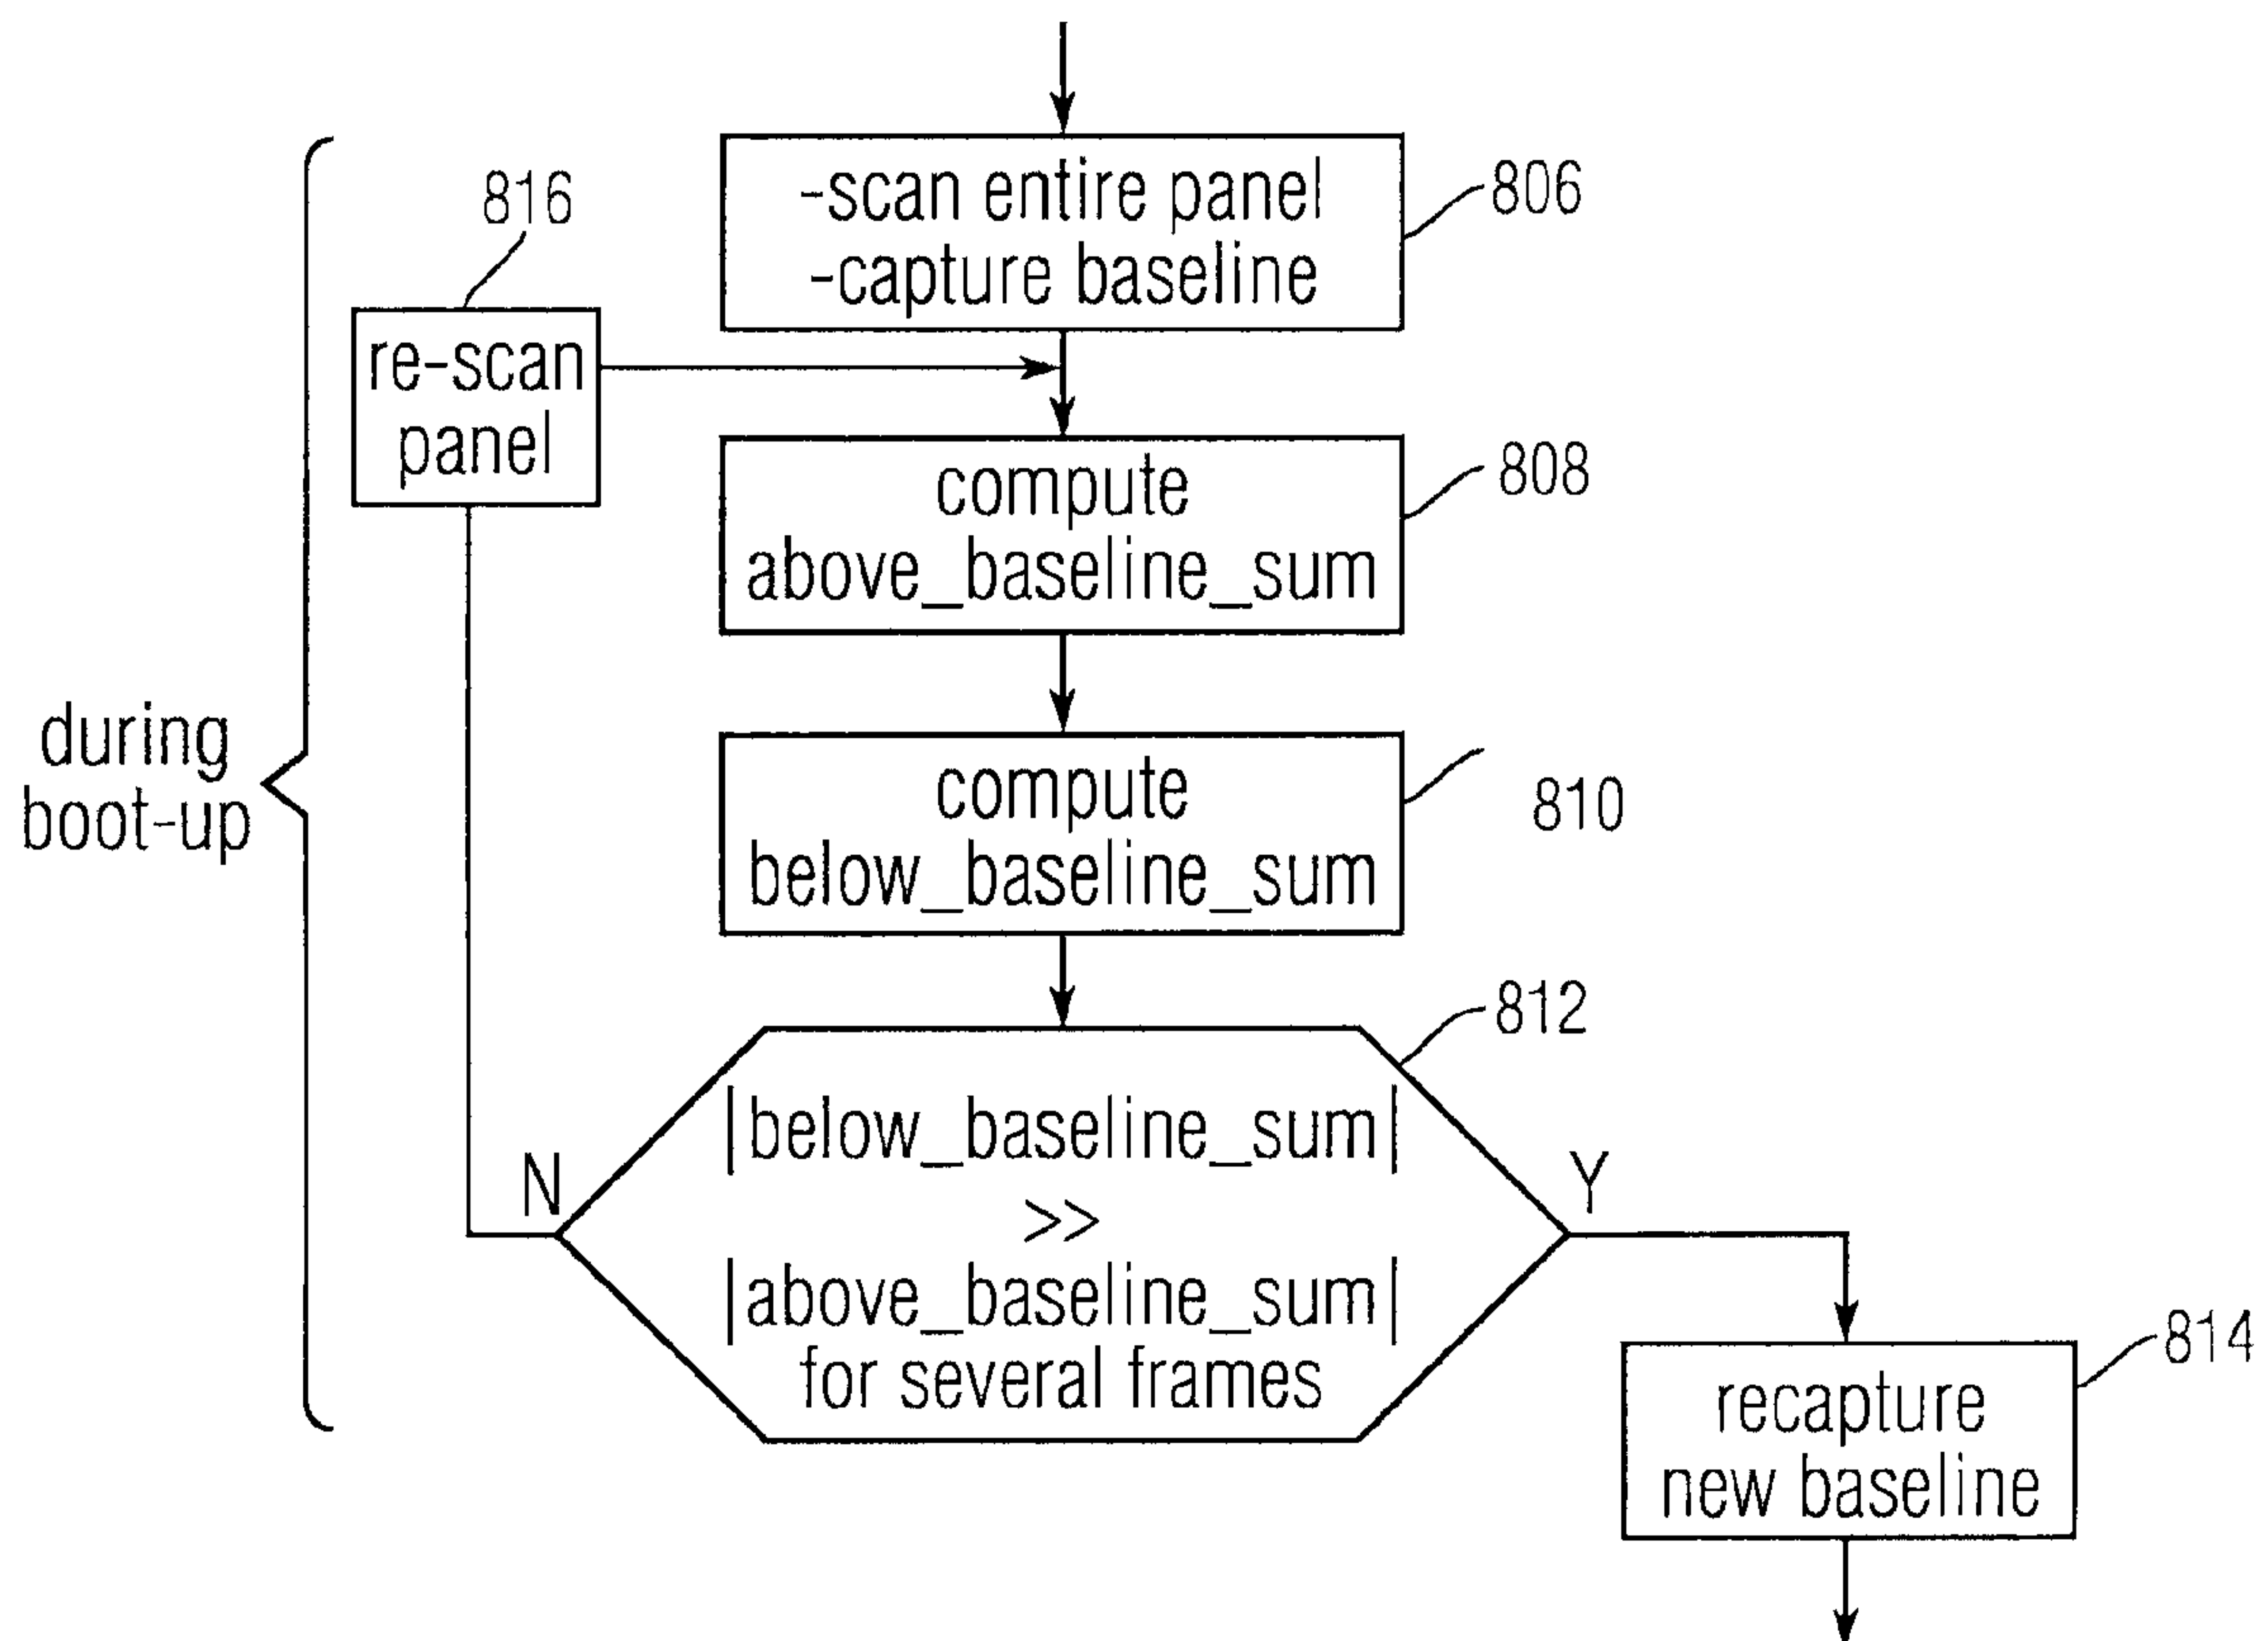 -scan entire panel
-capture baseline
806
816
re-scan
panel
compute
above_baseline_sum
808
during
boot-up
compute
below_baseline_sum
810
|below_baseline_sum|
>>
|above_baseline_sum|
for several frames
812
N
Y
recapture
new baseline
814